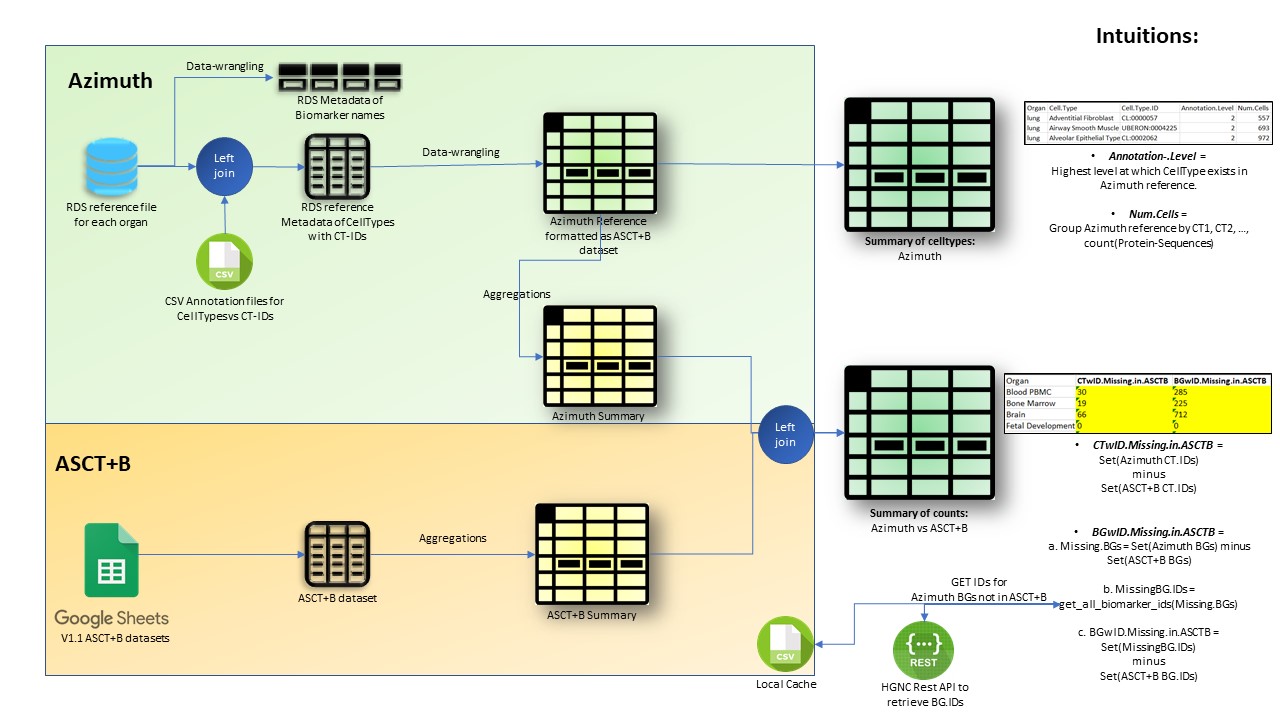 Intuitions:
Azimuth
Data-wrangling
RDS Metadata of
Biomarker names
RDS reference file
for each organ
Left
join
RDS reference
Metadata of CellTypes
with CT-IDs
CSV
CSV Annotation files for
CellTypesvs CT-IDs
Data-wrangling
Azimuth Reference
formatted as ASCT+B
dataset
Aggregations
Azimuth Summary
Summary of celltypes:
Azimuth
Organ Cell.Type Cell.Type.ID Annotation.Level Num.Cells
lung Adventitial Fibroblast CL:0000057 2 557
lung Airway Smooth Muscle UBERON:0004225 2 693
lung Alveolar Epithelial Type CL:0002062 2 972
• Annotation-.Level =
Highest level at which CellType exists in
Azimuth reference.
• Num.Cells =
Group Azimuth reference by CT1, CT2, ...,
count(Protein-Sequences)
ASCT+B
Google Sheets
V1.1 ASCT+B datasets
ASCT+B dataset
Aggregations
ASCT+B Summary
Left
join
Summary of counts:
Azimuth vs ASCT+B
Organ CTwID.Missing.in.ASCTB BGwID.Missing.in.ASCTB
Blood PBMC 30 285
Bone Marrow 19 225
Brain 66 712
Fetal Development 0 0
• CTwID.Missing.in.ASCTB =
Set(Azimuth CT.IDs)
minus
Set(ASCT+B CT.IDs)
• BGwID.Missing.in.ASCTB =
a. Missing.BGs = Set(Azimuth BGs) minus
Set(ASCT+B BGs)
b. MissingBG.IDs =
get_all_biomarker_ids(Missing.BGs)
c. BGwID.Missing.in.ASCTB =
Set(MissingBG.IDs)
minus
Set(ASCT+B BG.IDs)
GET IDs for
Azimuth BGs not in ASCT+B
CSV
Local Cache
{···}
REST
HGNC Rest API to
retrieve BG.IDs